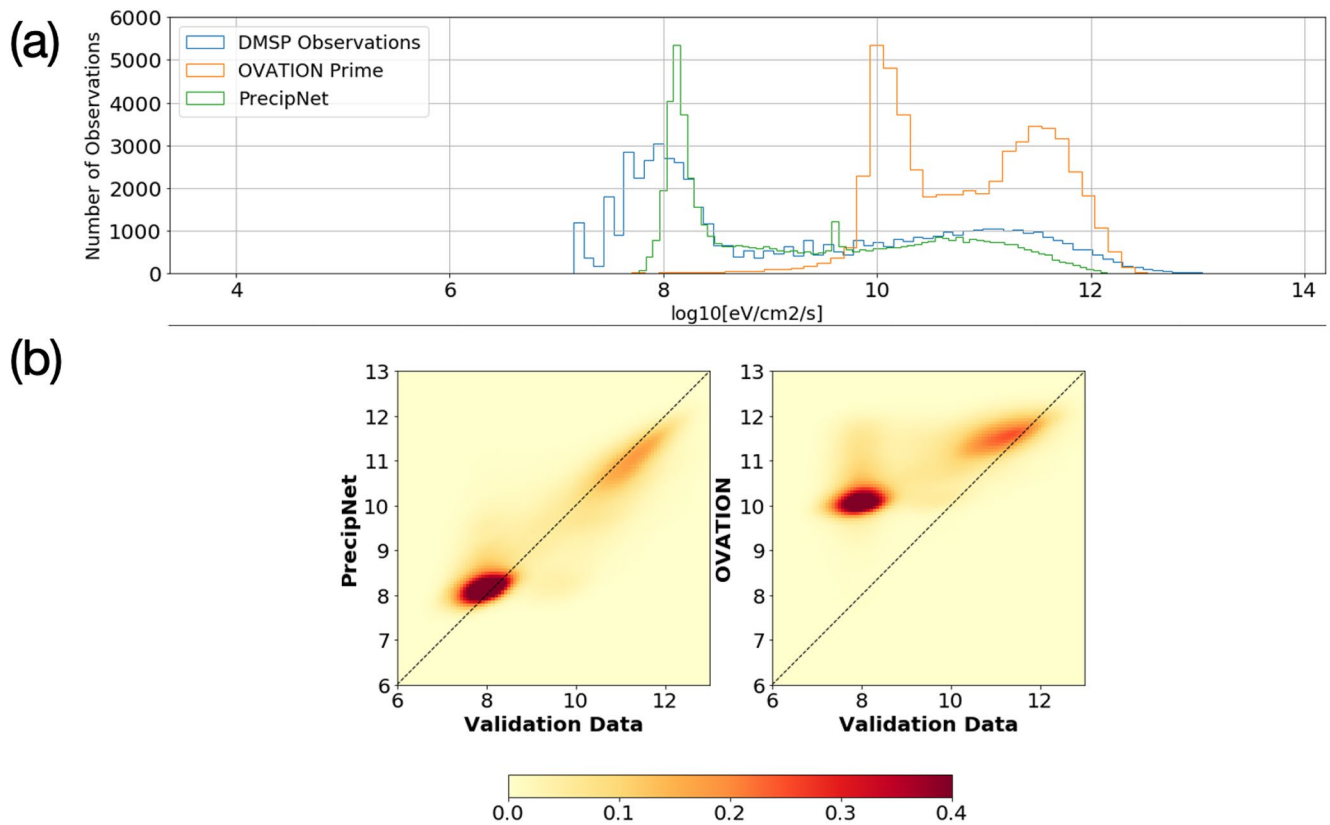 (a)
Number of Observations
6000
5000
4000
3000
2000
1000
0
DMSP Observations
OVATION Prime
PrecipNet
4 6 8 10 12 14
log10[eV/cm2/s]
(b)
PrecipNet
13
12
11
10
9
8
7
6
6 8 10 12
Validation Data
OVATION
13
12
11
10
9
8
7
6
6 8 10 12
Validation Data
0.0 0.1 0.2 0.3 0.4